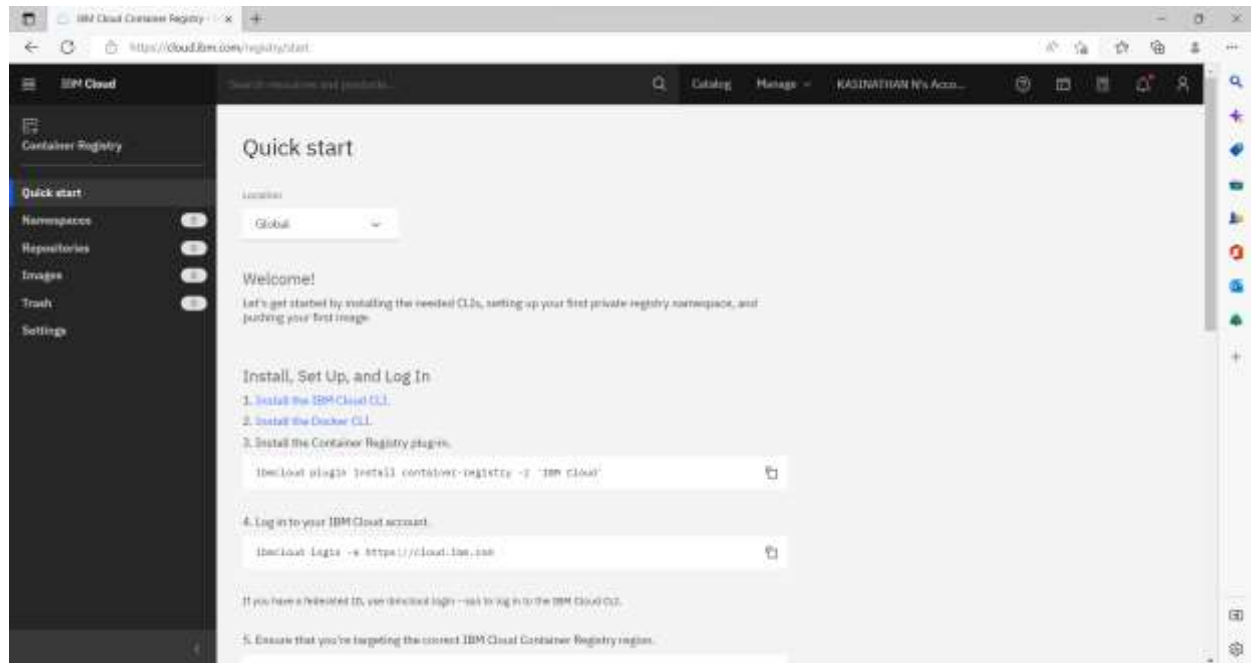 IBM Cloud Container Registry -
https://cloud.ibm.com/registry/start
IBM Cloud
Search resources and products...
Catalog
Manage
KASINATHAN N's Acco...
Container Registry
Quick start
Namespaces
Repositories
Images
Trash
Settings
Quick start
Location
Global
Welcome!
Let's get started by installing the needed CLIs, setting up your first private registry namespace, and
pushing your first image.
Install, Set Up, and Log In
1. Install the IBM Cloud CLI.
2. Install the Docker CLI.
3. Install the Container Registry plug-in.
ibmcloud plugin install container-registry -r 'IBM Cloud'
4. Log in to your IBM Cloud account.
ibmcloud login -a https://cloud.ibm.com
If you have a federated ID, use ibmcloud login --sso to log in to the IBM Cloud CLI.
5. Ensure that you're targeting the correct IBM Cloud Container Registry region.